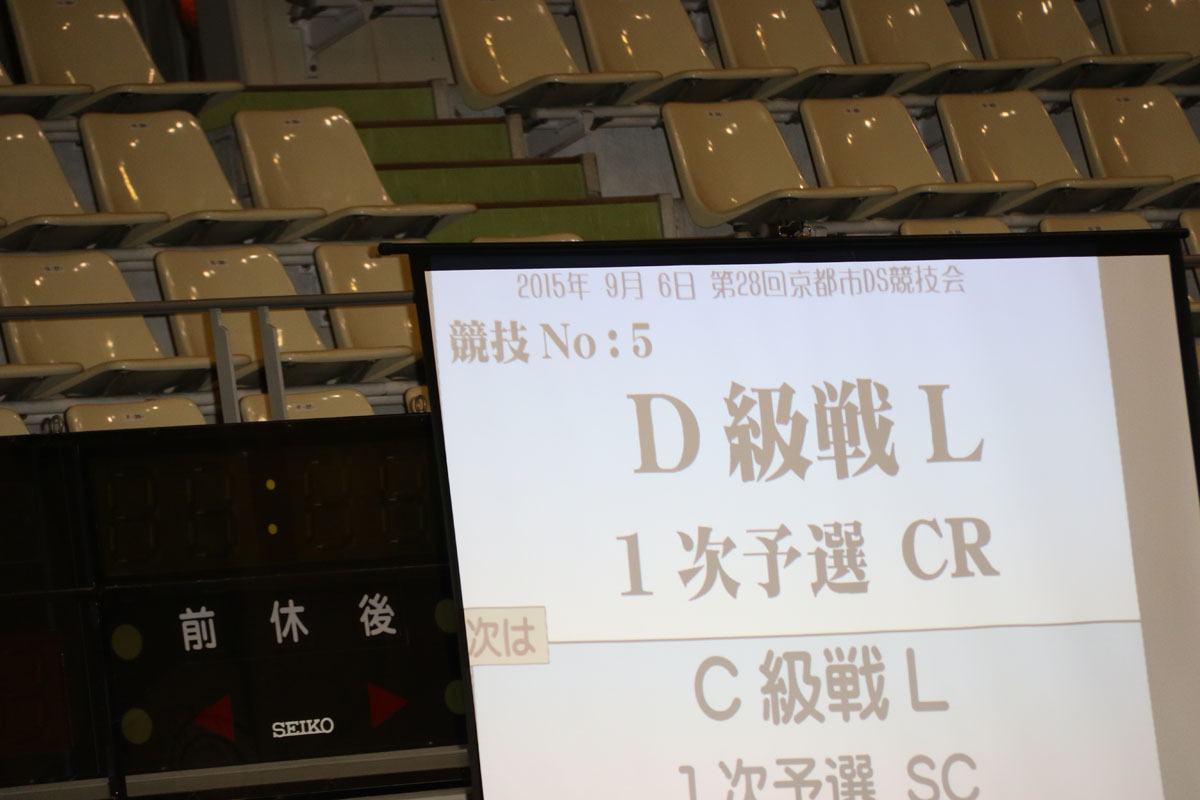 2015年 9月 6日 第28回京都市DS競技会
競技 No : 5
D 級戦 L
1 次予選 CR
次は
C 級戦 L
1 次予選 SC
前 休 後
SEIKO